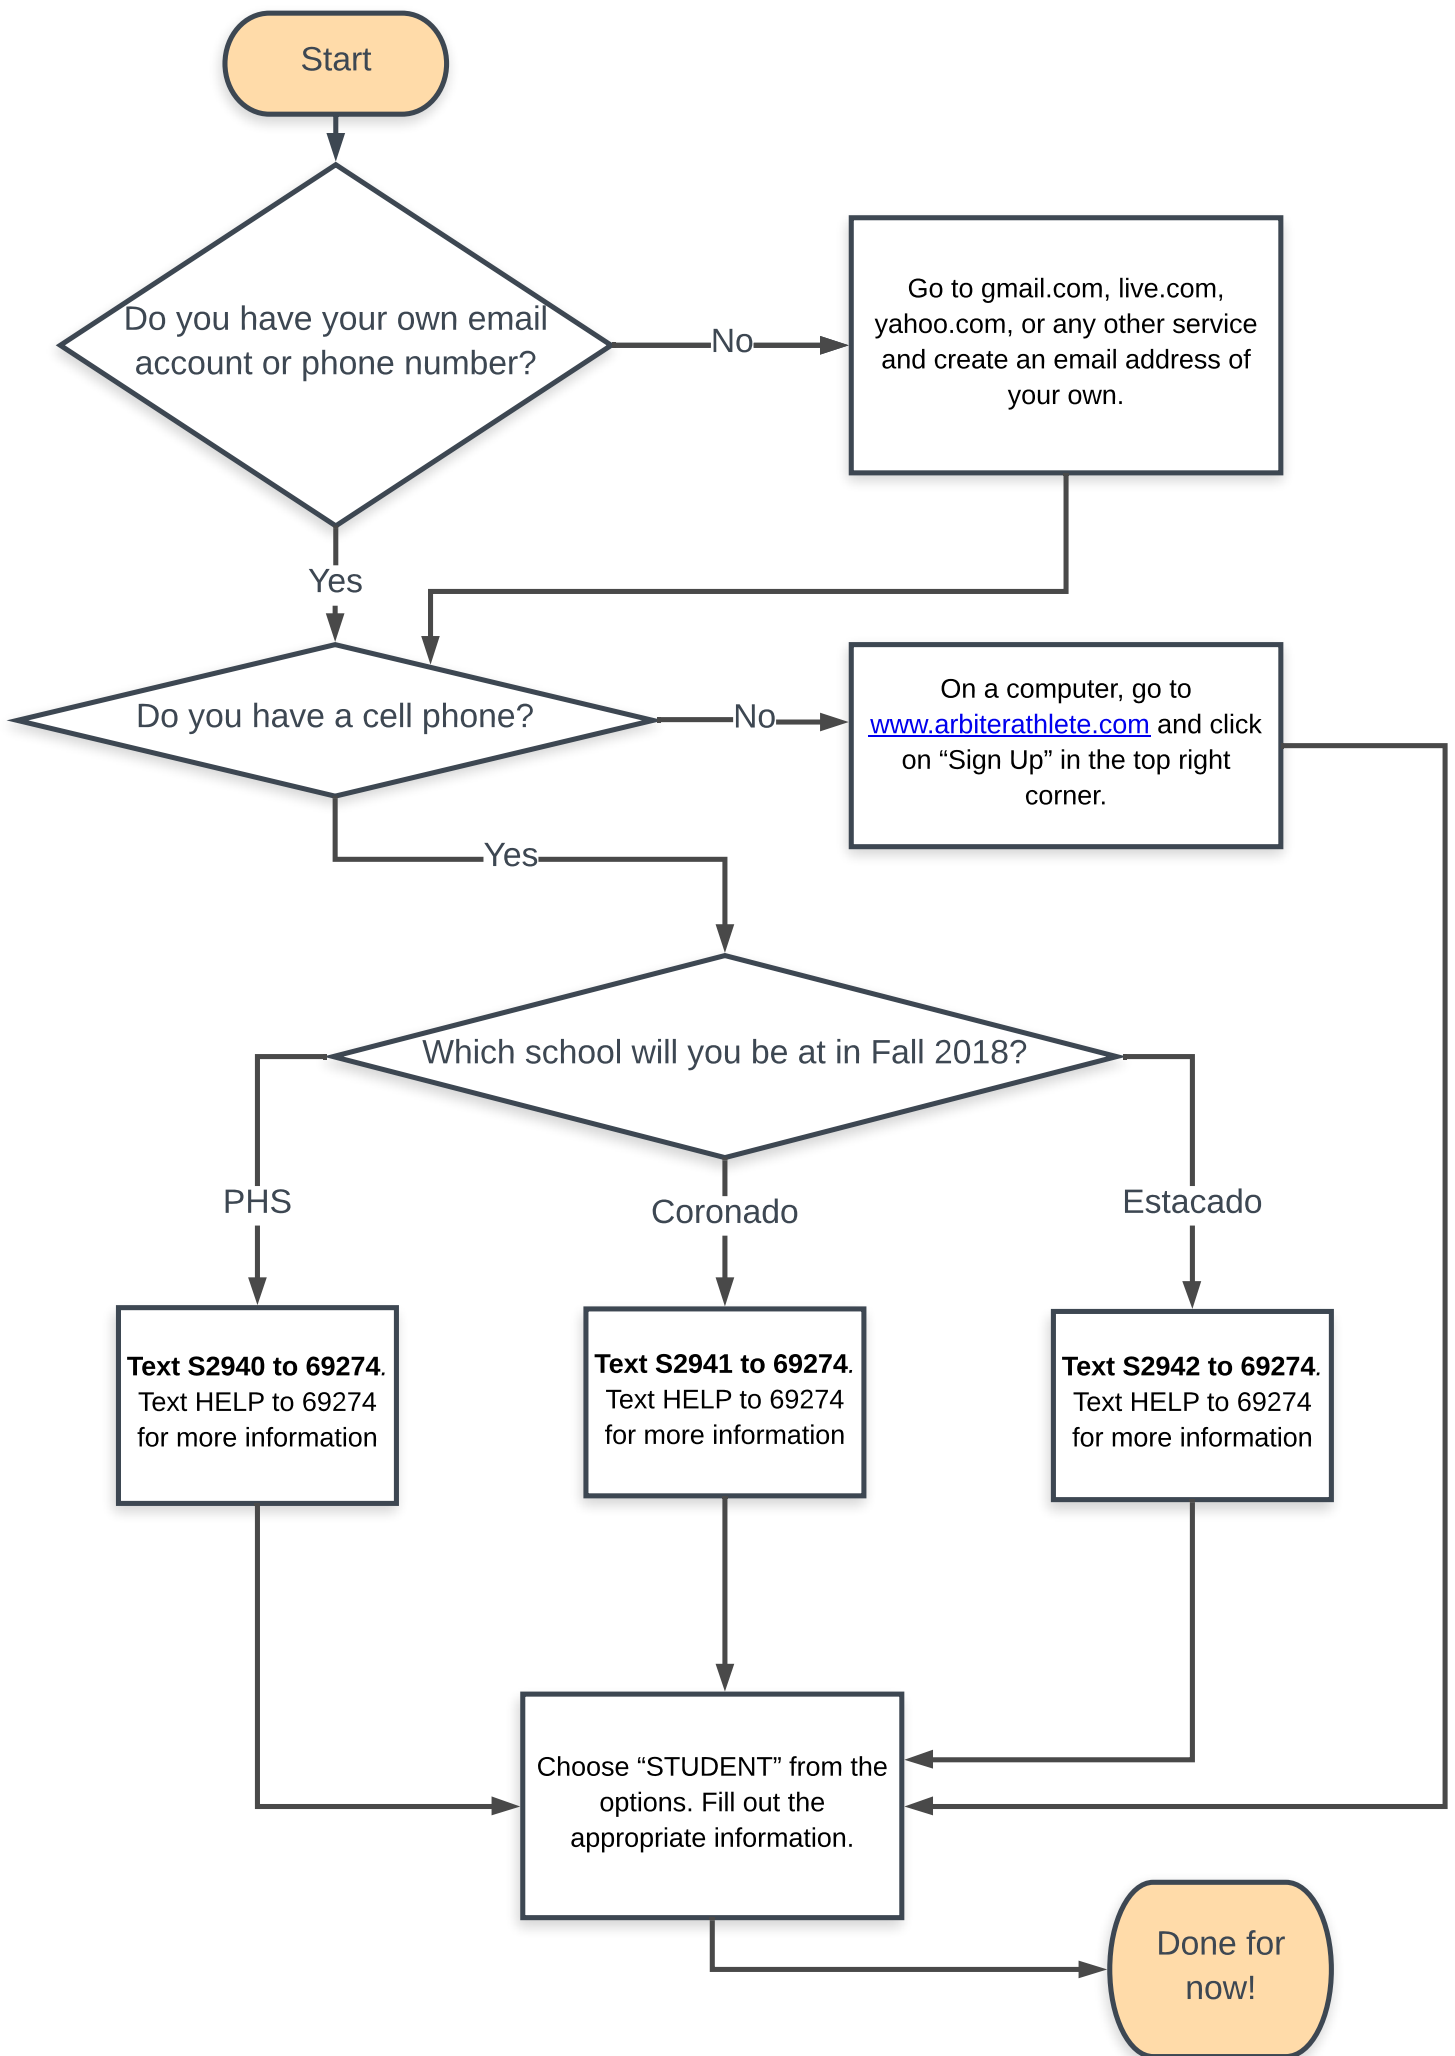 Start
Do you have your own email
account or phone number?
No
Go to gmail.com, live.com,
yahoo.com, or any other service
and create an email address of
your own.
Yes
Do you have a cell phone?
No
On a computer, go to
www.arbiterathlete.com and click
on “Sign Up” in the top right
corner.
Yes
Which school will you be at in Fall 2018?
PHS
Coronado
Estacado
Text S2940 to 69274.
Text HELP to 69274
for more information
Text S2941 to 69274.
Text HELP to 69274
for more information
Text S2942 to 69274.
Text HELP to 69274
for more information
Choose “STUDENT” from the
options. Fill out the
appropriate information.
Done for
now!